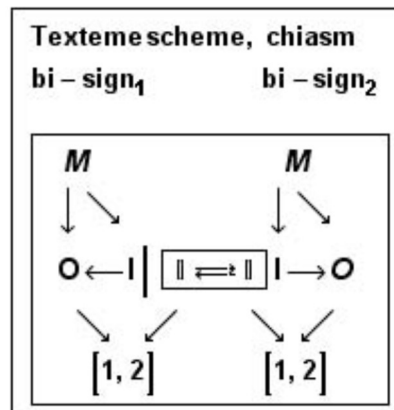 Texteme scheme, chiasm
bi – sign₁ bi – sign₂
M M
O ← I | ‖ ⇌ ‖ I → O
[1, 2] [1, 2]